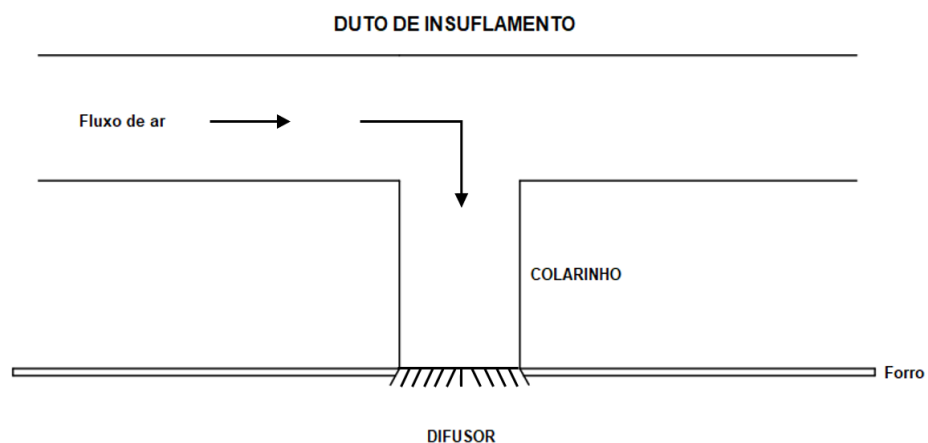 DUTO DE INSUFLAMENTO
Fluxo de ar
COLARINHO
Forro
DIFUSOR